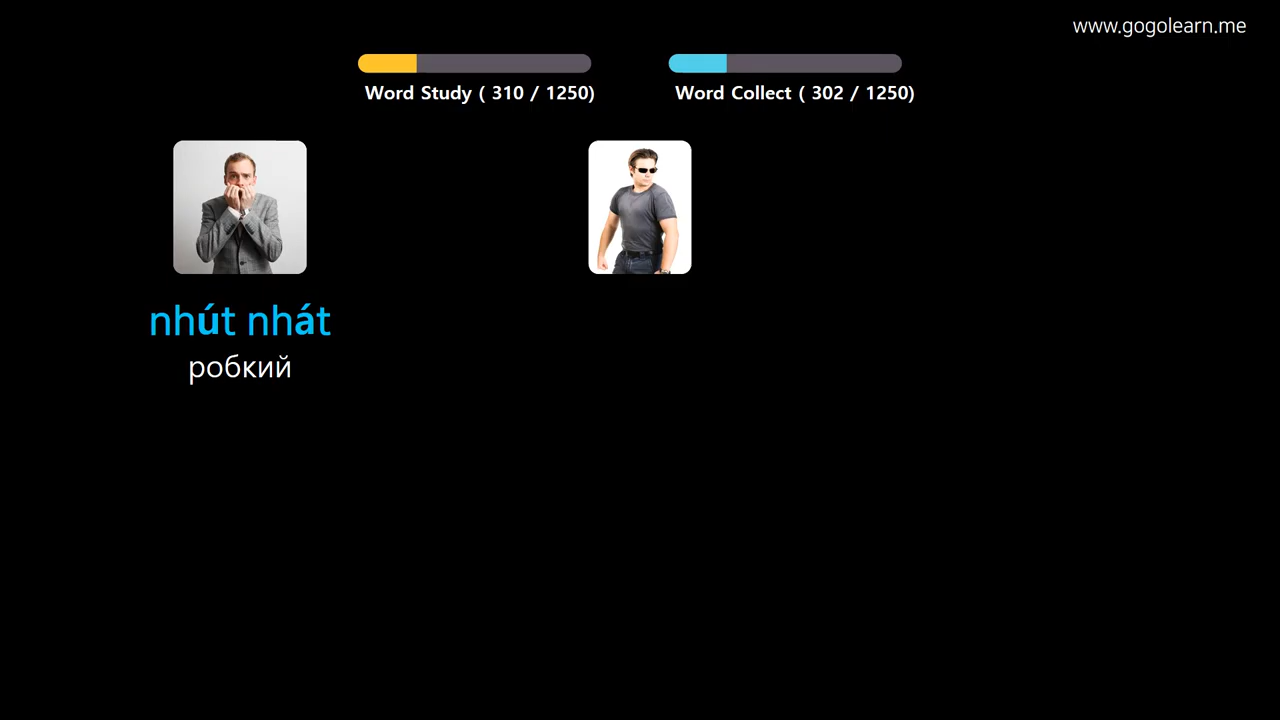 www.gogolearn.me
Word Study ( 310 / 1250)
Word Collect ( 302 / 1250)
nhút nhát
робкий